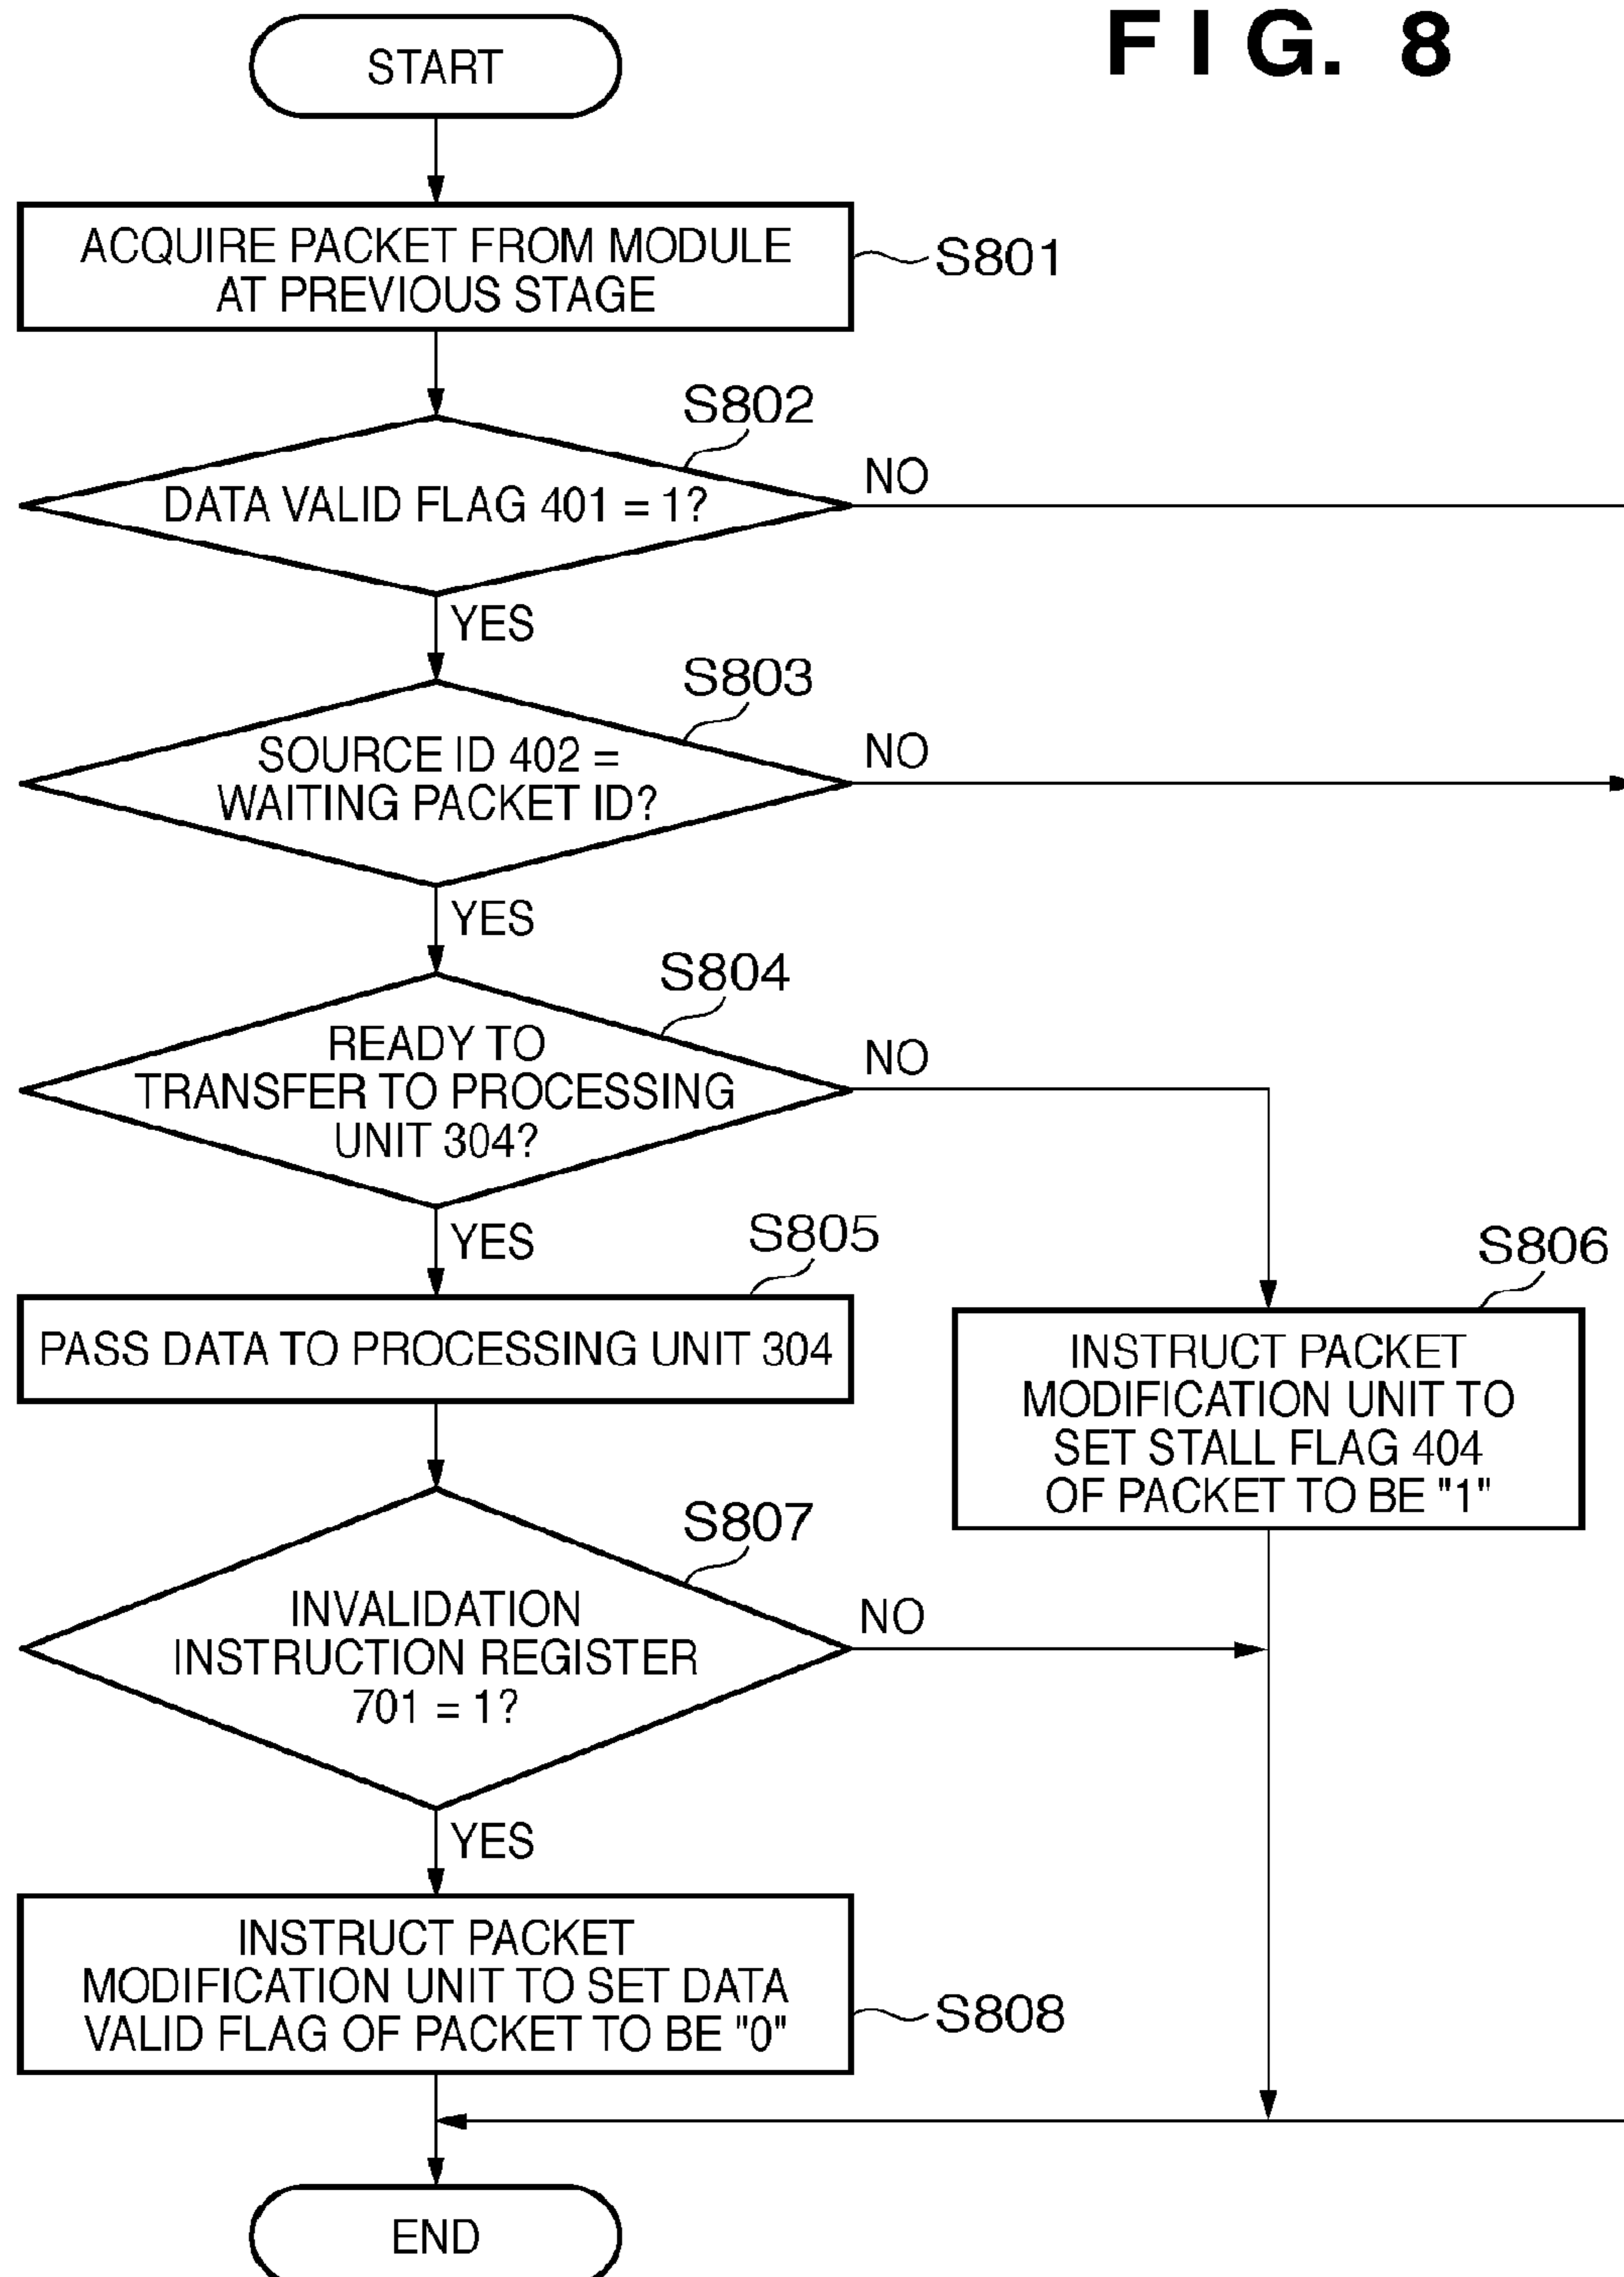 FIG. 8
START
ACQUIRE PACKET FROM MODULE
AT PREVIOUS STAGE
S801
S802
DATA VALID FLAG 401 = 1?
NO
YES
S803
SOURCE ID 402 =
WAITING PACKET ID?
NO
YES
S804
READY TO
TRANSFER TO PROCESSING
UNIT 304?
NO
YES
S805
PASS DATA TO PROCESSING UNIT 304
S806
INSTRUCT PACKET
MODIFICATION UNIT TO
SET STALL FLAG 404
OF PACKET TO BE "1"
S807
INVALIDATION
INSTRUCTION REGISTER
701 = 1?
NO
YES
INSTRUCT PACKET
MODIFICATION UNIT TO SET DATA
VALID FLAG OF PACKET TO BE "0"
S808
END